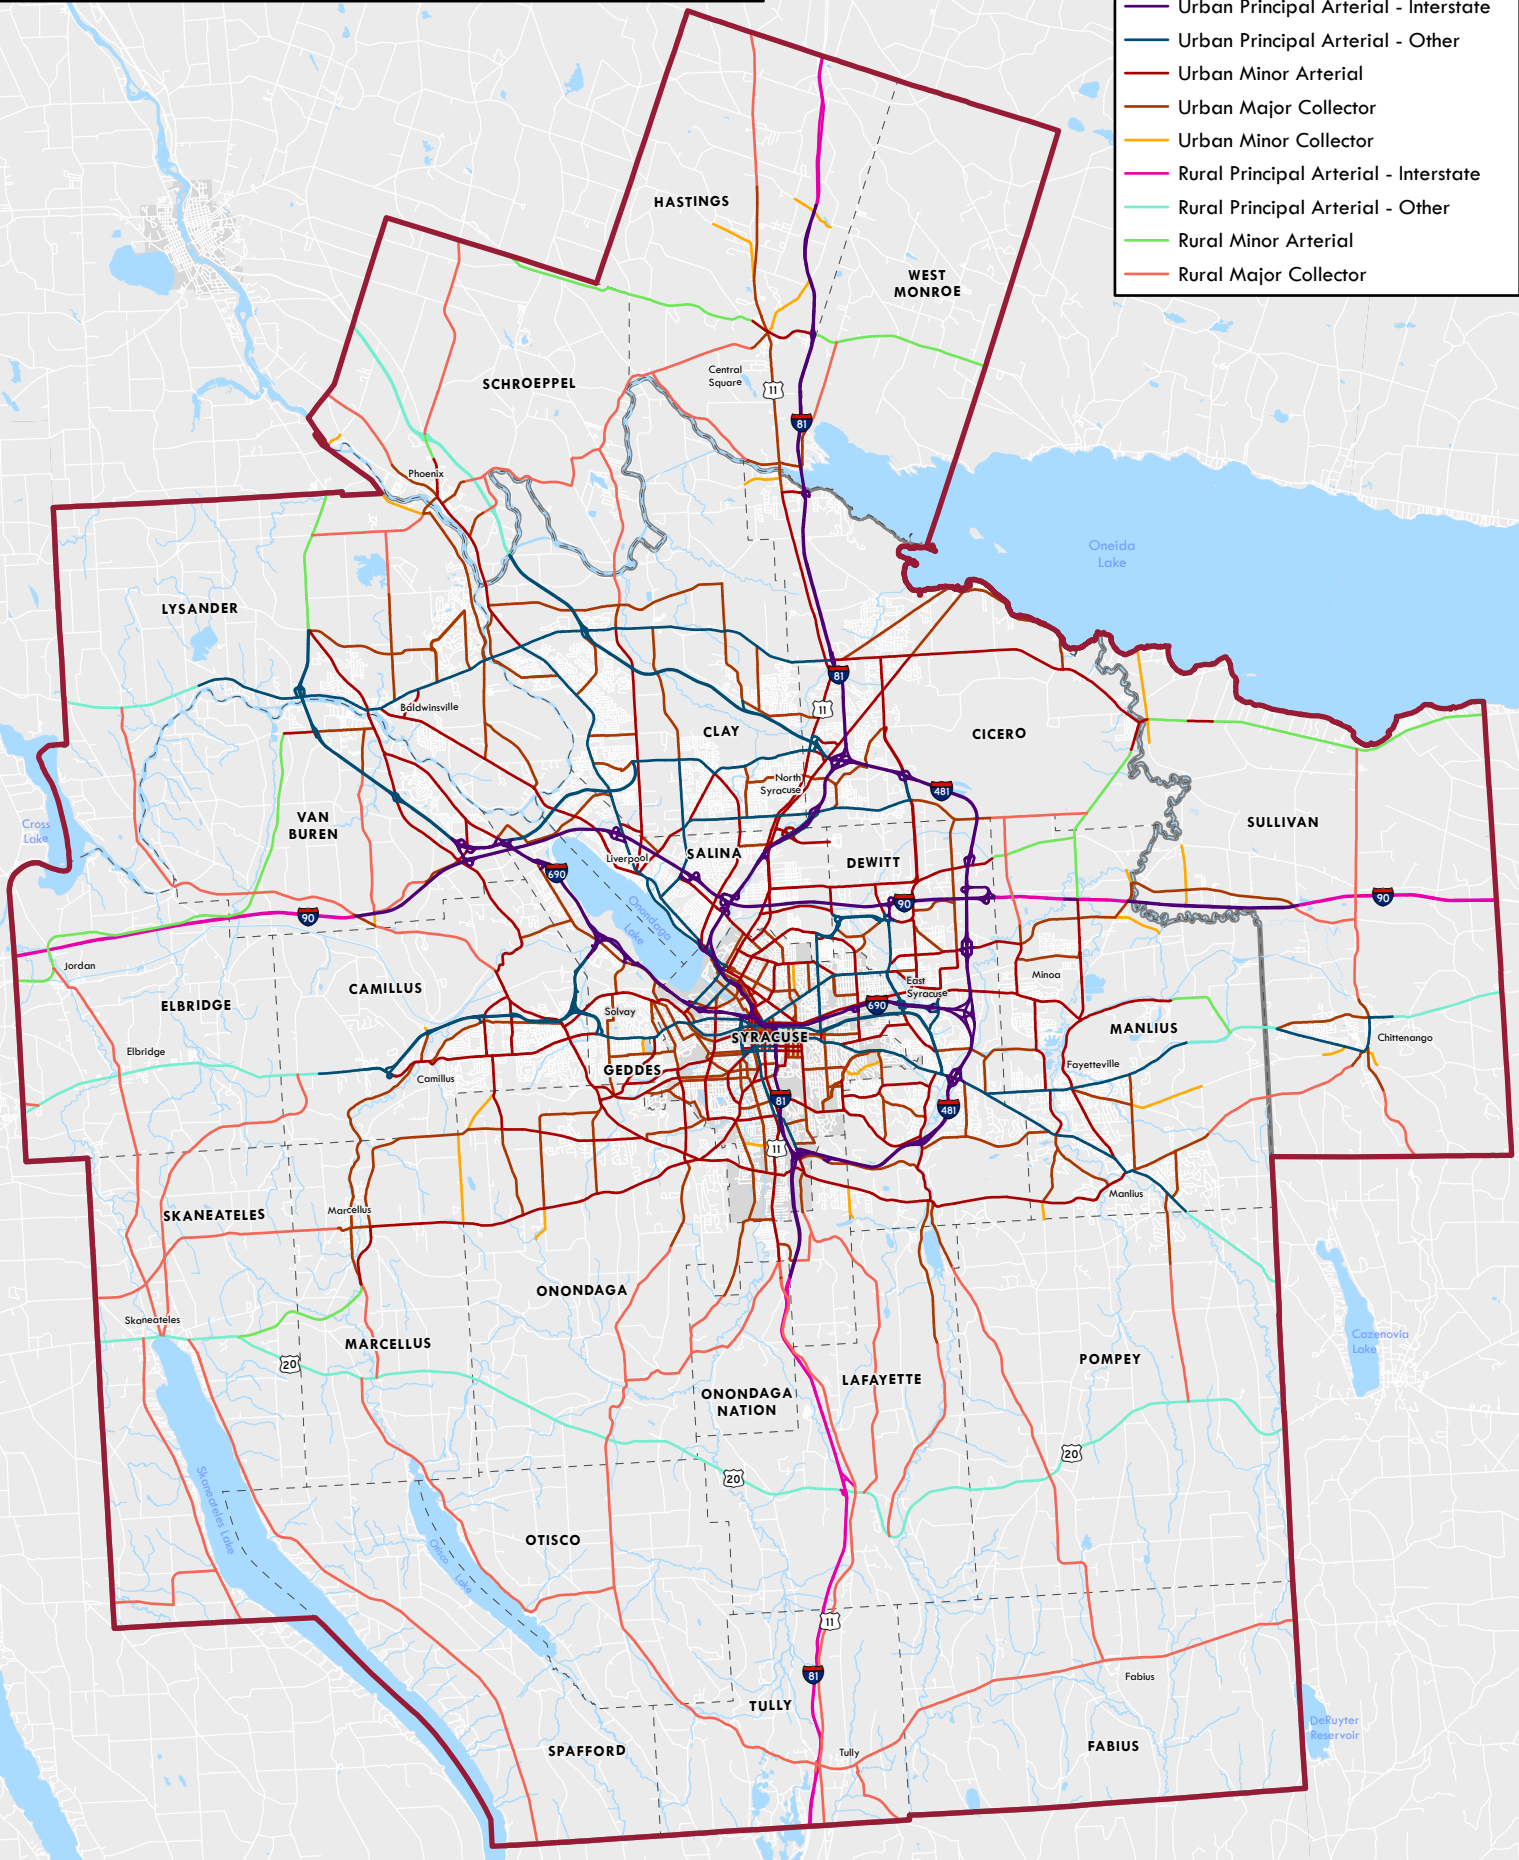 Urban Principal Arterial - Interstate
Urban Principal Arterial - Other
Urban Minor Arterial
Urban Major Collector
Urban Minor Collector
Rural Principal Arterial - Interstate
Rural Principal Arterial - Other
Rural Minor Arterial
Rural Major Collector
HASTINGS
WEST
MONROE
SCHROEPPEL
Central
Square
11
81
Phoenix
Oneida
Lake
LYSANDER
81
11
Baldwinsville
CLAY
CICERO
North
Syracuse
481
VAN
BUREN
SULLIVAN
Cross
Lake
Liverpool
SALINA
DEWITT
690
90
90
90
Onondaga
Lake
Jordan
CAMILLUS
ELBRIDGE
Minoa
East
Syracuse
690
Solvay
MANLIUS
SYRACUSE
Chittenango
Elbridge
Camillus
GEDDES
Fayetteville
81
481
11
Manlius
SKANEATELES
Marcellus
ONONDAGA
Skaneateles
MARCELLUS
20
Cazenovia
Lake
POMPEY
LAFAYETTE
ONONDAGA
NATION
20
20
Skaneateles Lake
OTISCO
Otisco
Lake
11
81
Fabius
TULLY
DeRuyter
Reservoir
SPAFFORD
Tully
FABIUS